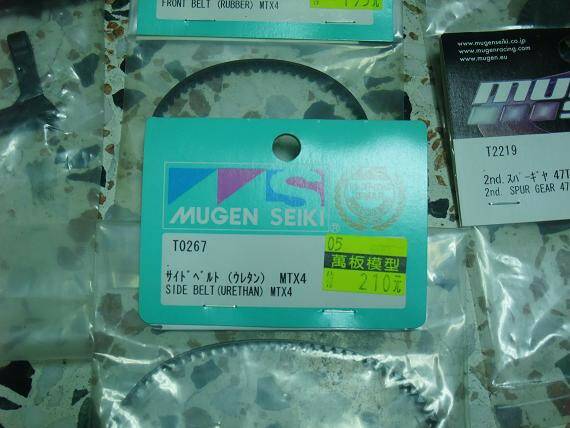 FRONT BELT (RUBBER) MTX4
MUGEN SEIKI®
T0267
サイドベルト (ウレタン) MTX4
SIDE BELT(URETHAN) MTX4
05
萬板模型
210元
www.mugenseiki.co.jp
www.mugenracing.com
www.mugen.eu
T2219
2nd. スパーギヤ 47T
2nd. SPUR GEAR 47